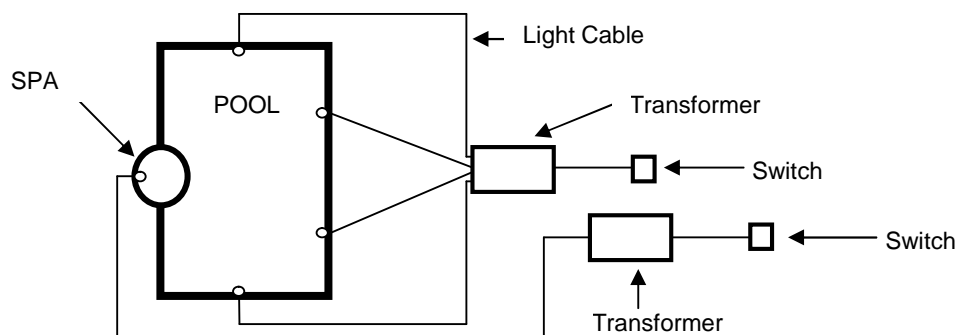 Light Cable
SPA
POOL
Transformer
Switch
Switch
Transformer